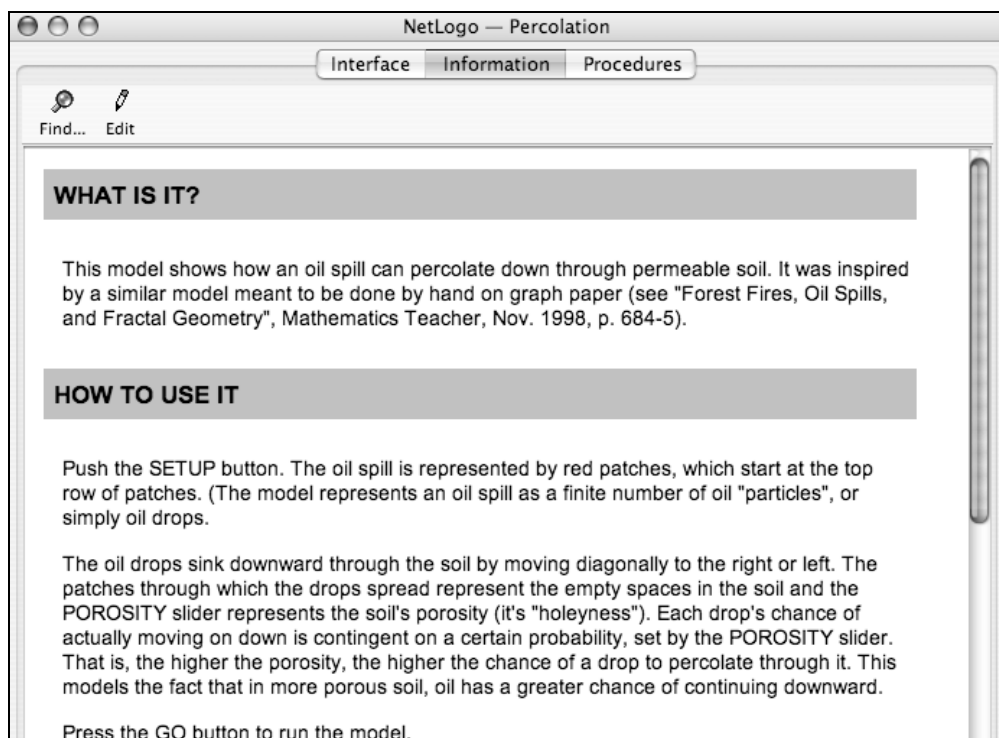 NetLogo — Percolation
Interface Information Procedures
Find... Edit
WHAT IS IT?
This model shows how an oil spill can percolate down through permeable soil. It was inspired
by a similar model meant to be done by hand on graph paper (see "Forest Fires, Oil Spills,
and Fractal Geometry", Mathematics Teacher, Nov. 1998, p. 684-5).
HOW TO USE IT
Push the SETUP button. The oil spill is represented by red patches, which start at the top
row of patches. (The model represents an oil spill as a finite number of oil "particles", or
simply oil drops.
The oil drops sink downward through the soil by moving diagonally to the right or left. The
patches through which the drops spread represent the empty spaces in the soil and the
POROSITY slider represents the soil's porosity (it's "holeyness"). Each drop's chance of
actually moving on down is contingent on a certain probability, set by the POROSITY slider.
That is, the higher the porosity, the higher the chance of a drop to percolate through it. This
models the fact that in more porous soil, oil has a greater chance of continuing downward.
Press the GO button to run the model.